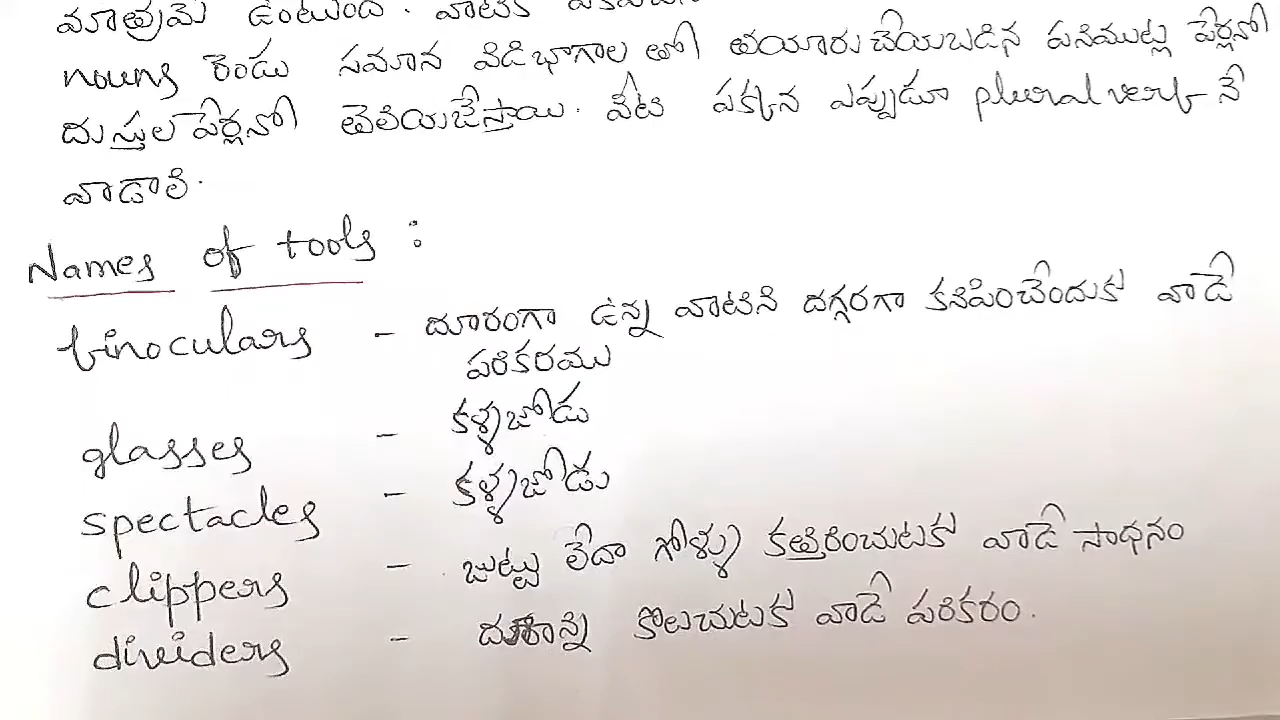 మాత్రమే ఉంటుంది. వాటికి
nouns రెండు సమాన విడిభాగాల తో తయారుచేయబడిన పనిముట్ల పేర్లనో
దుస్తుల పేర్లనో తెలియజేస్తాయి. వీటి పక్కన ఎప్పుడూ plural verb నే
వాడాలి.
Names of tools :
binoculars - దూరంగా ఉన్న వాటిని దగ్గరగా కనిపించేందుకు వాడే
పరికరము
glasses - కళ్ళజోడు
spectacles - కళ్ళజోడు
clippers - జుట్టు లేదా గోళ్ళు కత్తిరించుటకు వాడే సాధనం
dividers - దూరాన్ని కొలుచుటకు వాడే పరికరం.